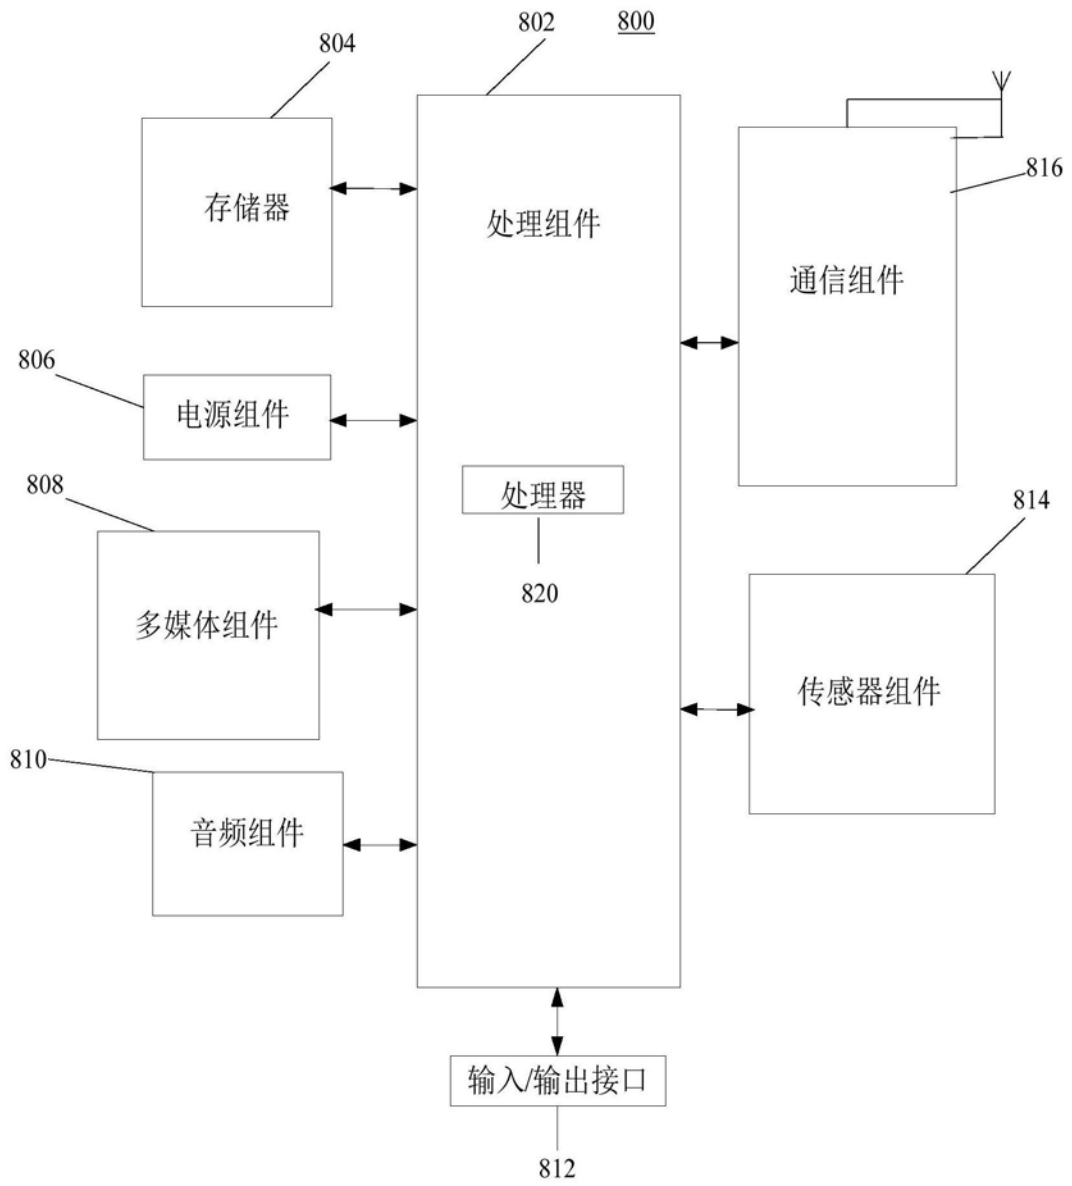 802
800
804
816
存储器
处理组件
通信组件
806
电源组件
808
处理器
814
820
多媒体组件
传感器组件
810
音频组件
输入/输出接口
812